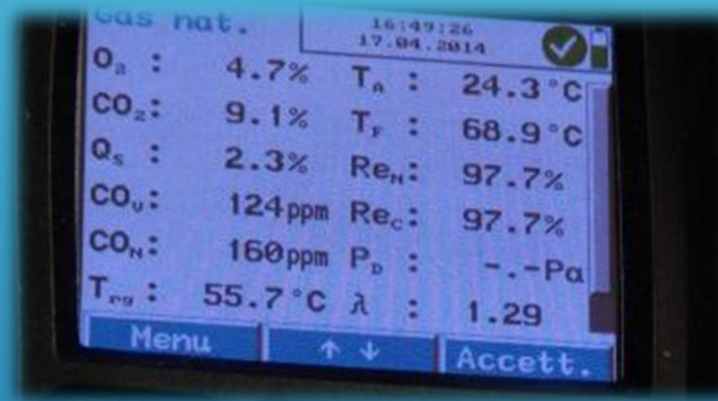 Gas nat.
16:49:26
17.04.2014
O₂ : 4.7% Tₐ : 24.3°C
CO₂: 9.1% T_F : 68.9°C
Qₛ : 2.3% Re_N: 97.7%
COᵤ: 124ppm Re_C: 97.7%
CO_N: 160ppm P_D : -.-Pa
T_rg : 55.7°C λ : 1.29
Menu ↑ ↓ Accett.